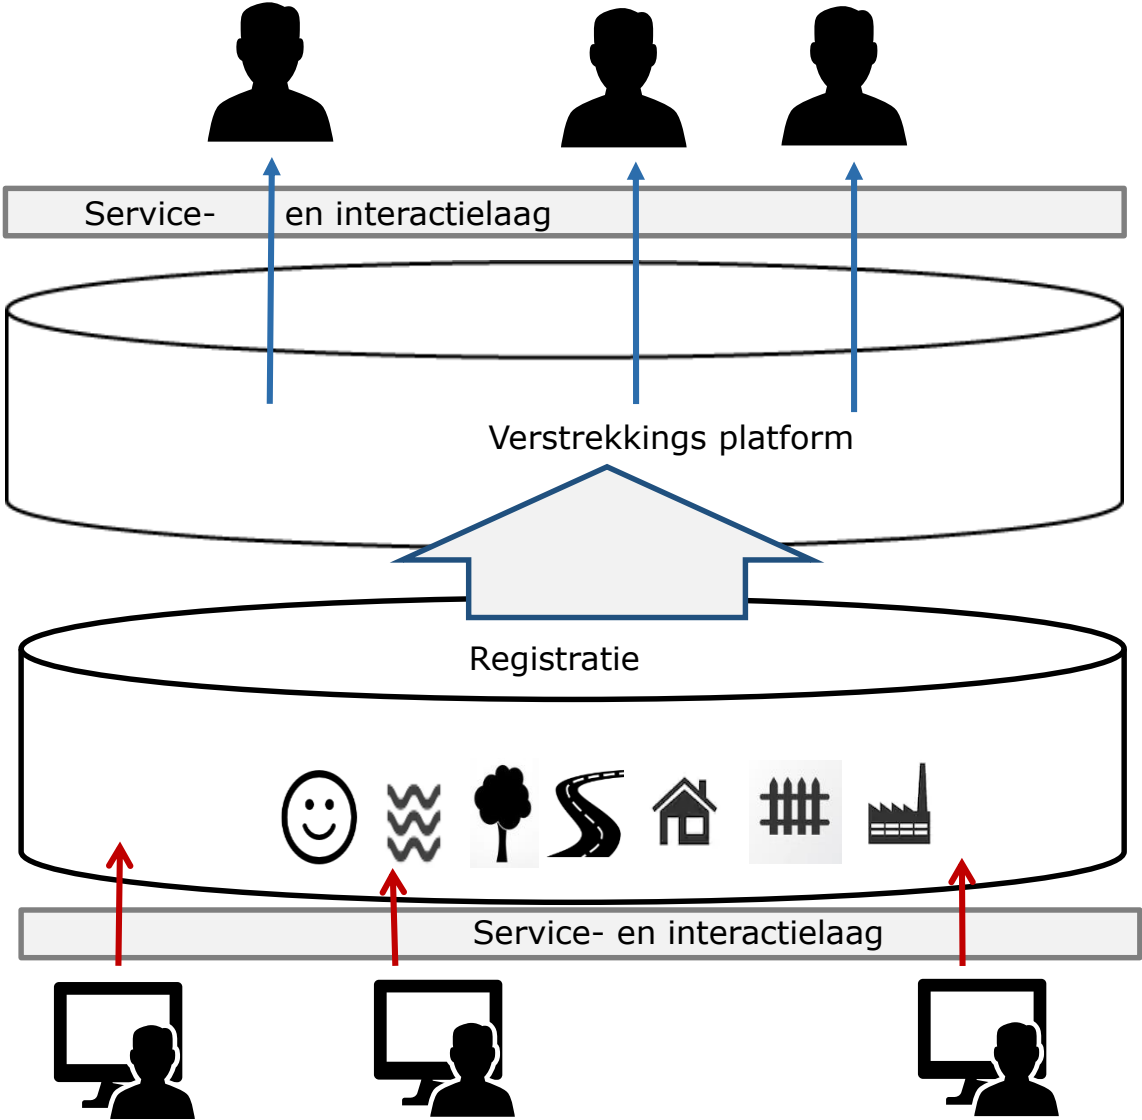 Service- en interactielaag
Verstrekkings platform
Registratie
Service- en interactielaag